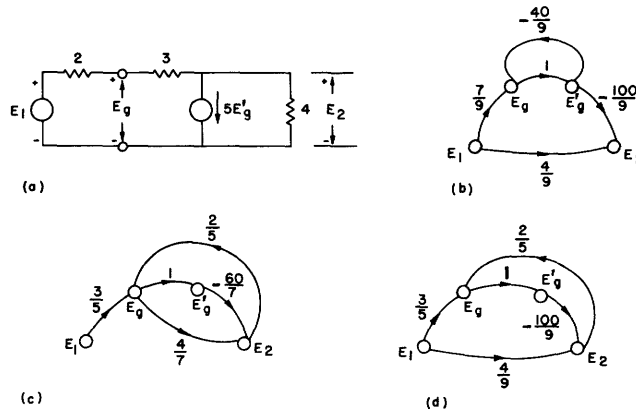 2
3
E1
+
-
+
Eg
-
5E'g
4
+
E2
-
(a)
-40/9
1
7/9
Eg
E'g
-100/9
E1
4/9
E
(b)
2/5
1
3/5
Eg
E'g
-60/7
E1
4/7
E2
(c)
2/5
1
3/5
Eg
E'g
-100/9
E1
4/9
E2
(d)